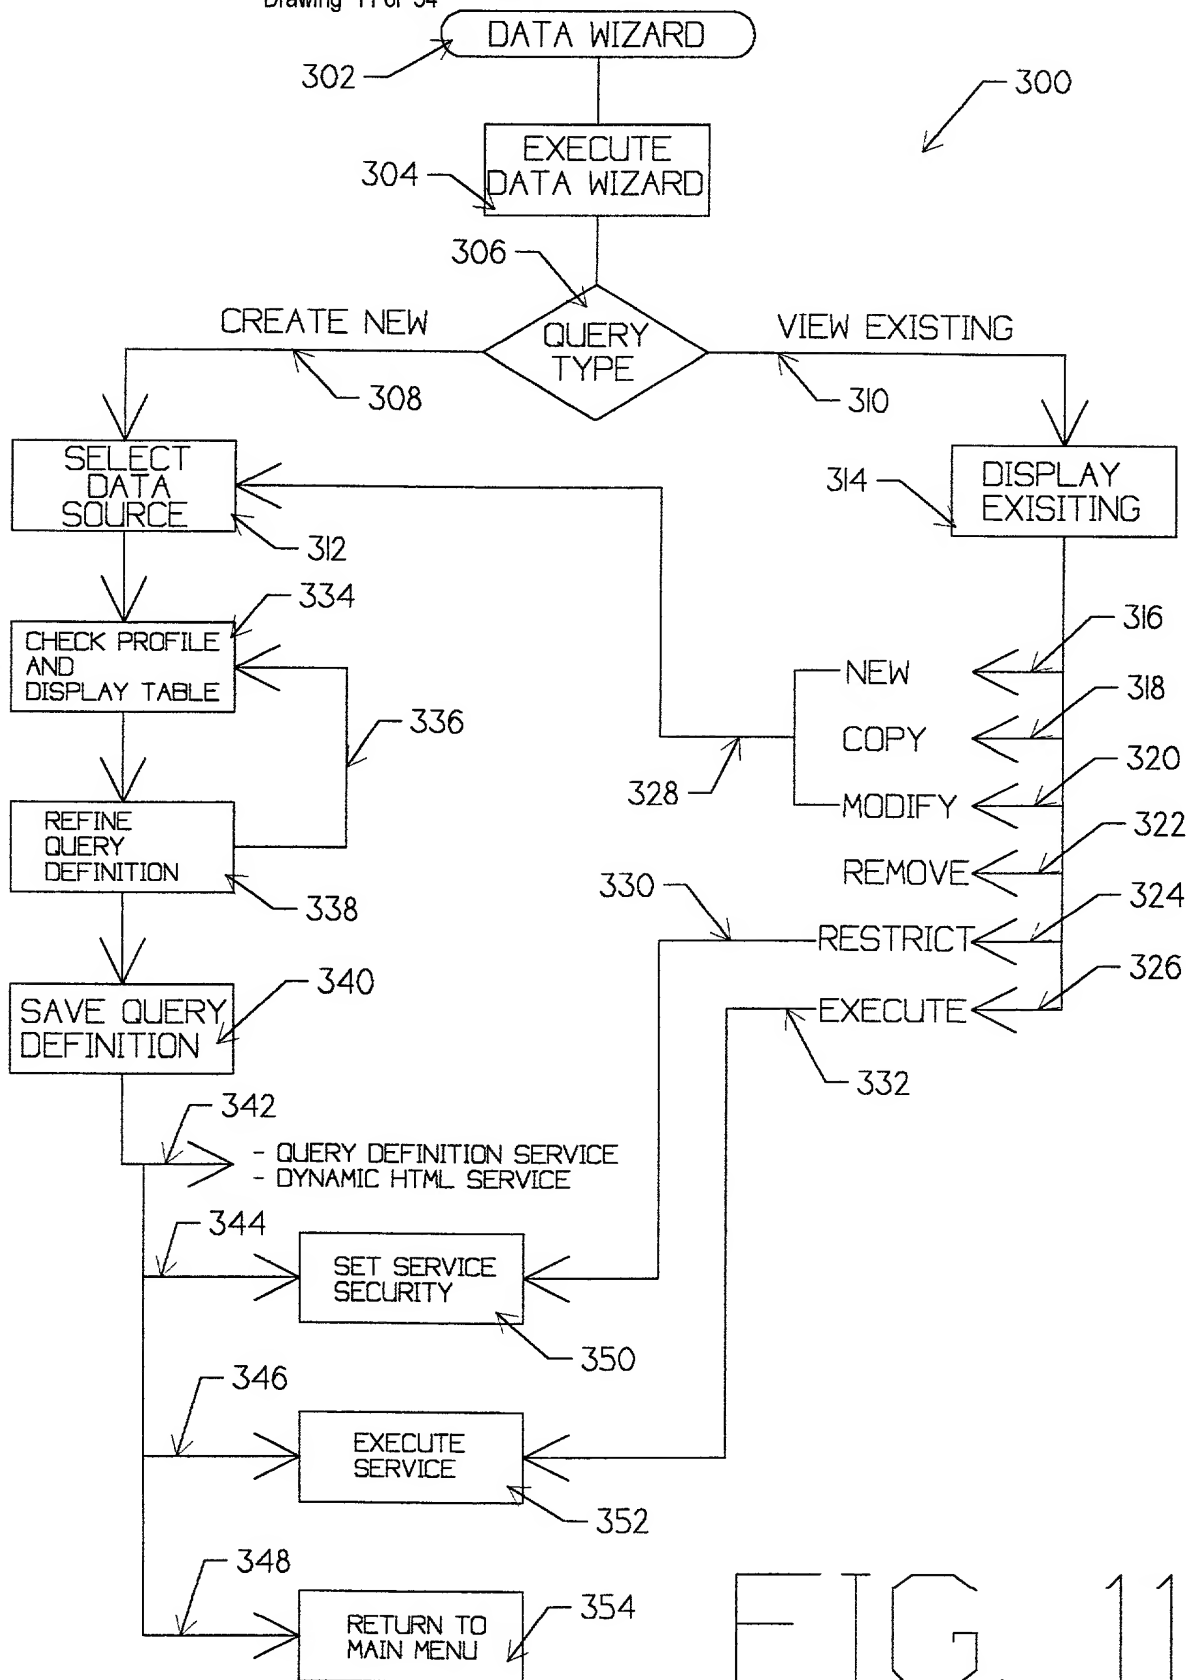 Drawing 11 of 54
DATA WIZARD
302
300
EXECUTE
DATA WIZARD
304
306
CREATE NEW
QUERY
TYPE
VIEW EXISTING
308
310
SELECT
DATA
SOURCE
312
314
DISPLAY
EXISITING
334
CHECK PROFILE
AND
DISPLAY TABLE
336
316
NEW
318
COPY
320
328
MODIFY
322
REFINE
QUERY
DEFINITION
338
REMOVE
330
324
RESTRICT
326
EXECUTE
332
340
SAVE QUERY
DEFINITION
342
- QUERY DEFINITION SERVICE
- DYNAMIC HTML SERVICE
344
SET SERVICE
SECURITY
350
346
EXECUTE
SERVICE
352
348
RETURN TO
MAIN MENU
354
FIG. 11